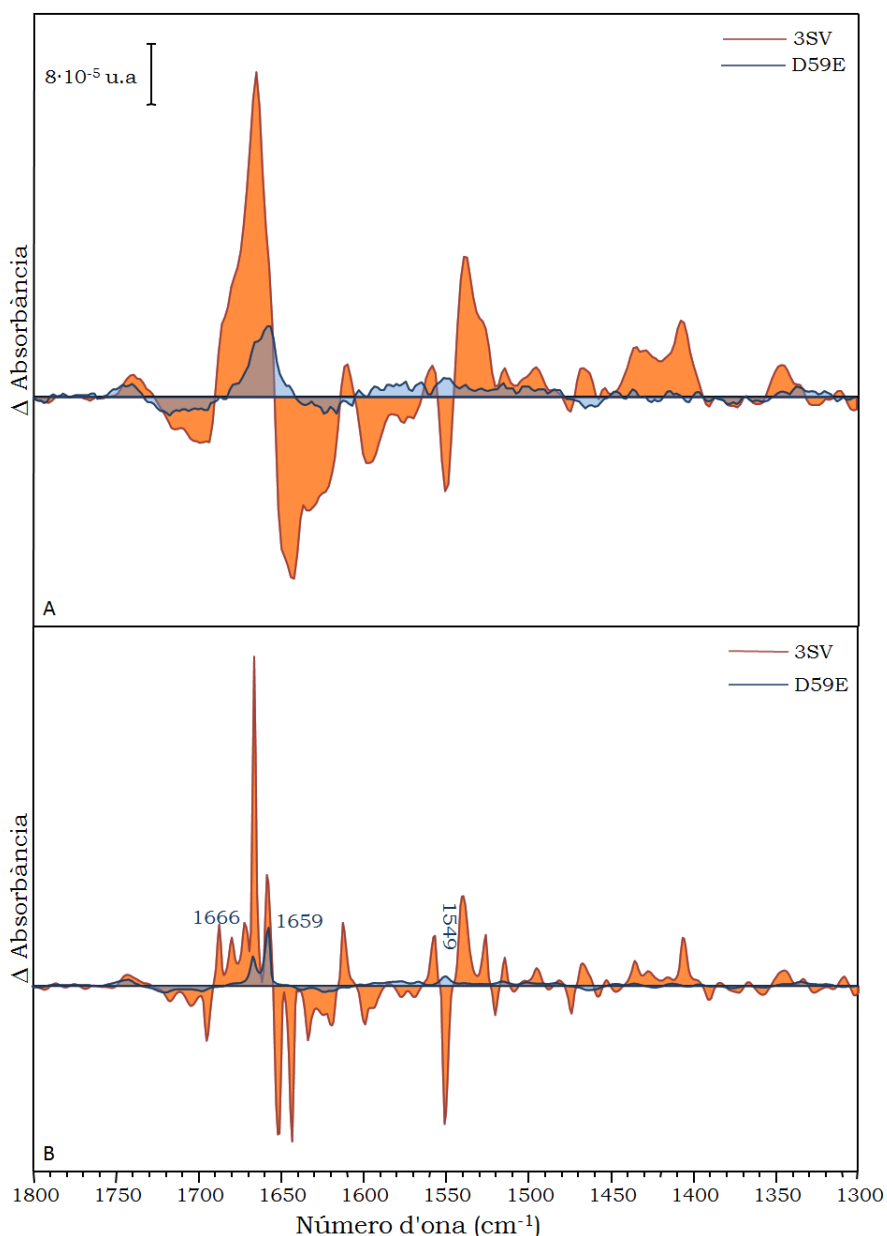 3SV
D59E
8·10⁻⁵ u.a
Δ Absorbància
A
3SV
D59E
1666
1659
1549
Δ Absorbància
B
1800 1750 1700 1650 1600 1550 1500 1450 1400 1350 1300
Número d'ona (cm⁻¹)